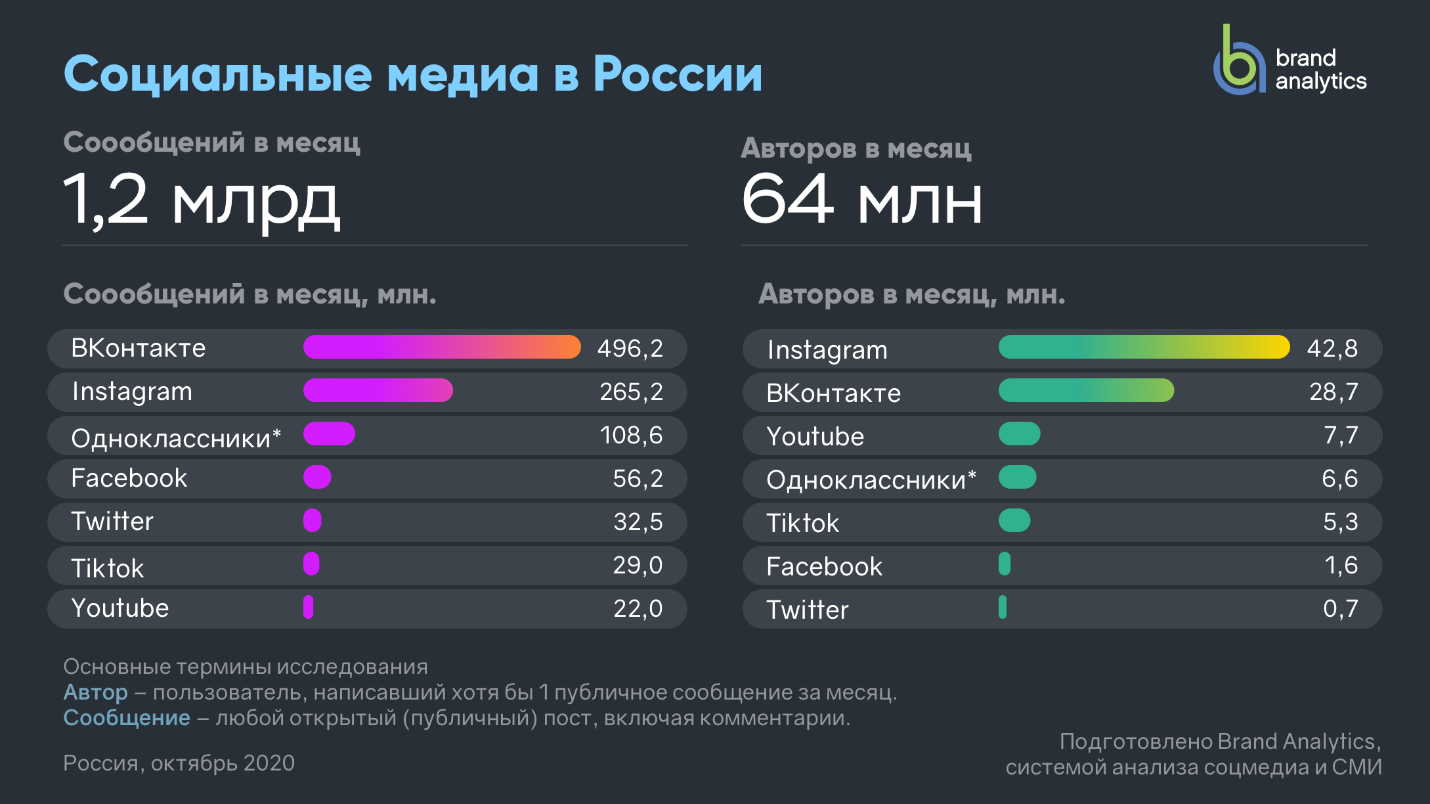 Социальные медиа в России
brand
analytics
Соообщений в месяц
1,2 млрд
Авторов в месяц
64 млн
Соообщений в месяц, млн.
ВКонтакте 496,2
Instagram 265,2
Одноклассники* 108,6
Facebook 56,2
Twitter 32,5
Tiktok 29,0
Youtube 22,0
Авторов в месяц, млн.
Instagram 42,8
ВКонтакте 28,7
Youtube 7,7
Одноклассники* 6,6
Tiktok 5,3
Facebook 1,6
Twitter 0,7
Основные термины исследования
Автор – пользователь, написавший хотя бы 1 публичное сообщение за месяц.
Сообщение – любой открытый (публичный) пост, включая комментарии.
Россия, октябрь 2020
Подготовлено Brand Analytics,
системой анализа соцмедиа и СМИ